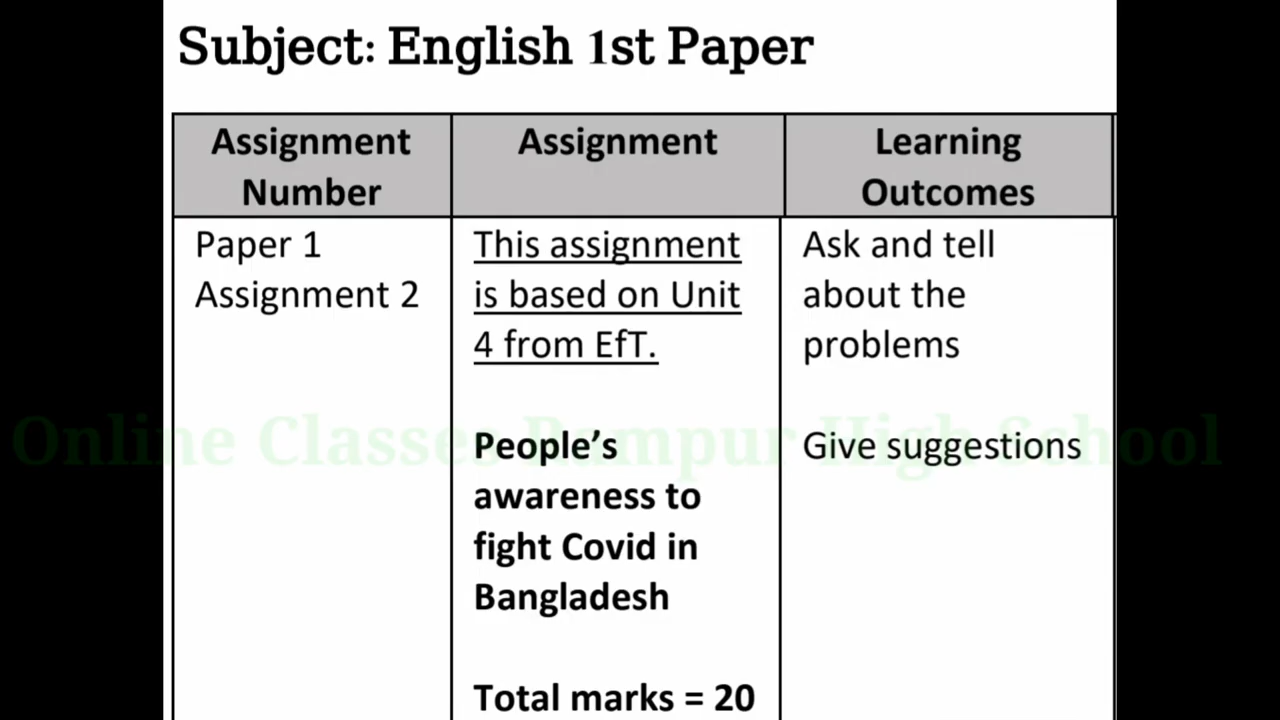 Subject: English 1st Paper
Assignment
Number
Assignment
Learning
Outcomes
Paper 1
Assignment 2
This assignment
is based on Unit
4 from EfT.
People's
awareness to
fight Covid in
Bangladesh
Total marks = 20
Ask and tell
about the
problems
Give suggestions
Online Classes Rampur High School